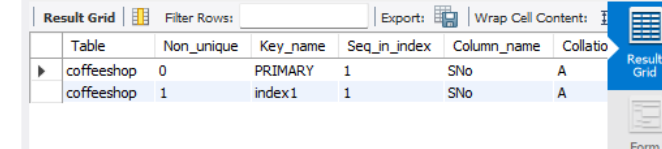 Result Grid Filter Rows: Export: Wrap Cell Content:
Table Non_unique Key_name Seq_in_index Column_name Collatio
coffeeshop 0 PRIMARY 1 SNo A
coffeeshop 1 index1 1 SNo A
Result
Grid
Form